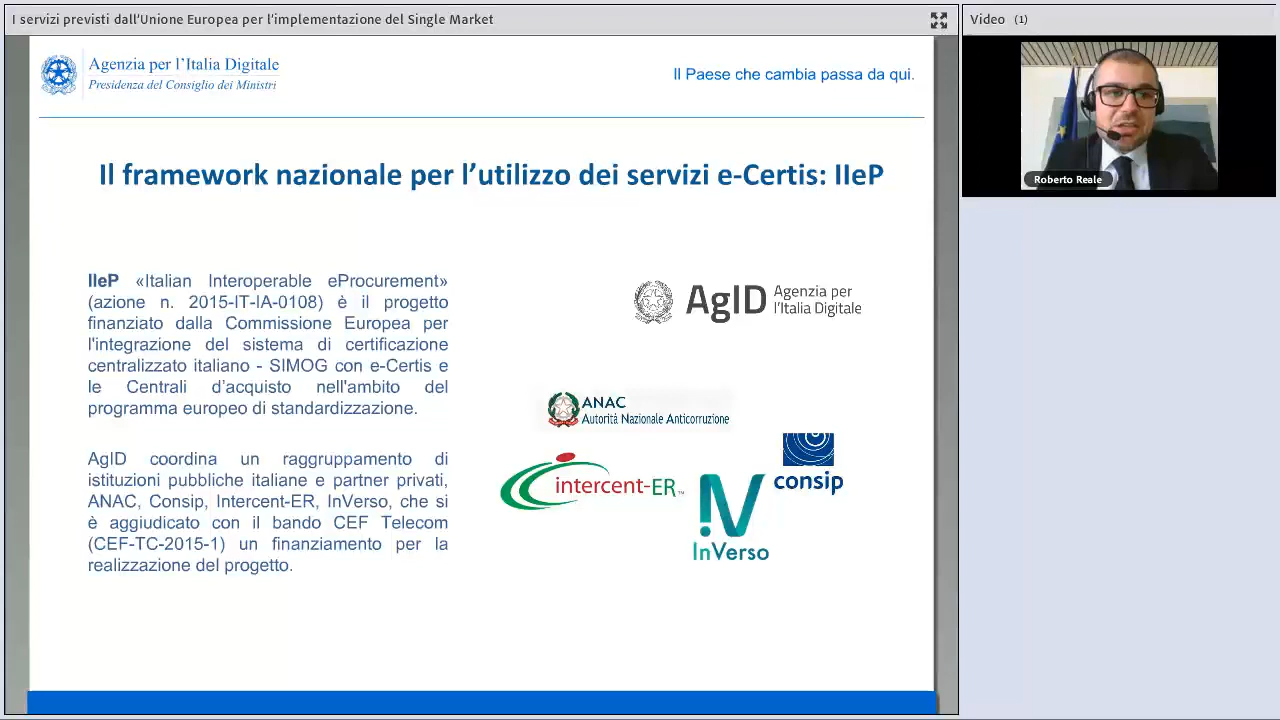 I servizi previsti dall'Unione Europea per l'implementazione del Single Market
Video (1)
Agenzia per l'Italia Digitale
Presidenza del Consiglio dei Ministri
Il Paese che cambia passa da qui.
Roberto Reale
Il framework nazionale per l'utilizzo dei servizi e-Certis: IIeP
IIeP «Italian Interoperable eProcurement»
(azione n. 2015-IT-IA-0108) è il progetto
finanziato dalla Commissione Europea per
l'integrazione del sistema di certificazione
centralizzato italiano - SIMOG con e-Certis e
le Centrali d'acquisto nell'ambito del
programma europeo di standardizzazione.
AgID coordina un raggruppamento di
istituzioni pubbliche italiane e partner privati,
ANAC, Consip, Intercent-ER, InVerso, che si
è aggiudicato con il bando CEF Telecom
(CEF-TC-2015-1) un finanziamento per la
realizzazione del progetto.
AgID Agenzia per
l'Italia Digitale
ANAC
Autorità Nazionale Anticorruzione
intercent-ER™
consip
InVerso